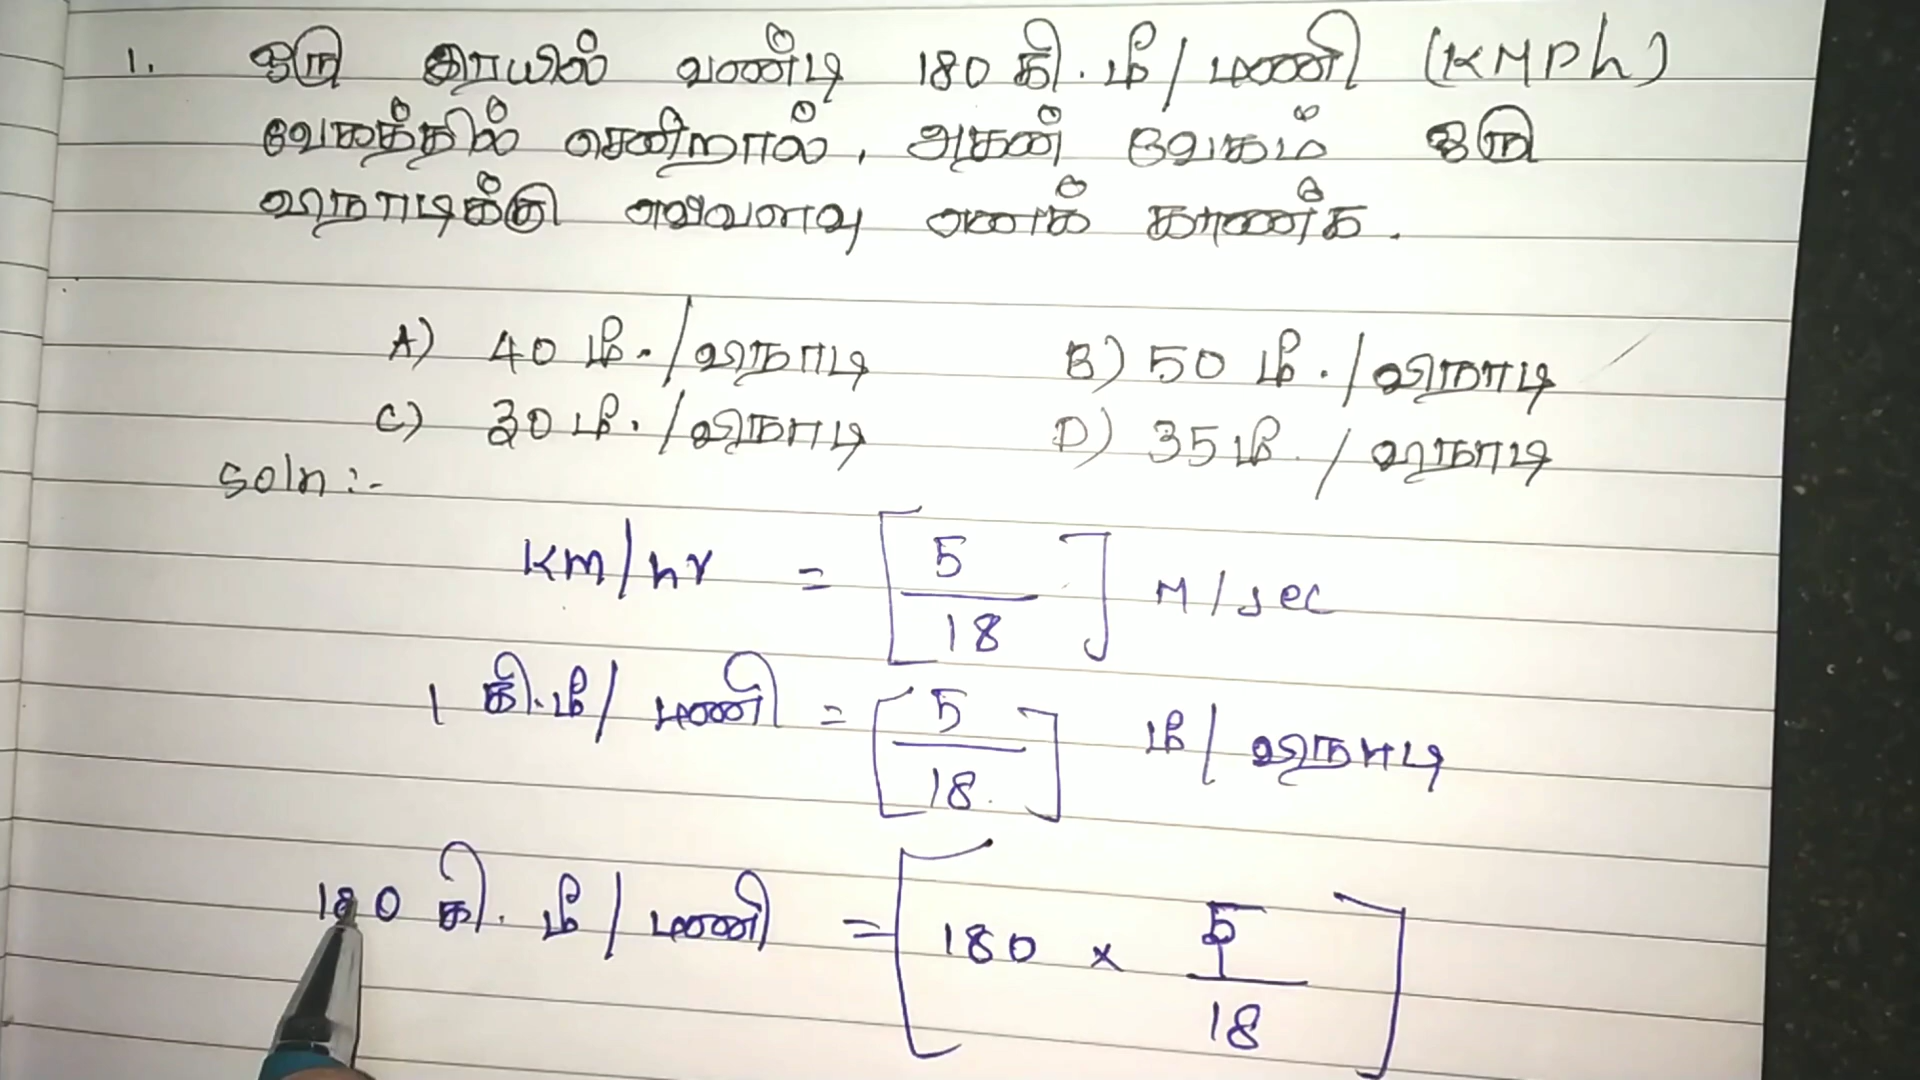 1. ஒரு இரயில் வண்டி 180 கி.மீ/மணி (KMPh)
வேகத்தில் சென்றால், அதன் வேகம் ஒரு
வினாடிக்கு எவ்வளவு எனக் காண்க.
A) 40 மீ./வினாடி B) 50 மீ./வினாடி
C) 30 மீ./வினாடி D) 35 மீ./வினாடி
Soln :-
km/hr = [5/18] M/sec
1 கி.மீ/மணி = [5/18] மீ/வினாடி
180 கி.மீ/மணி = [180 × 5/18]